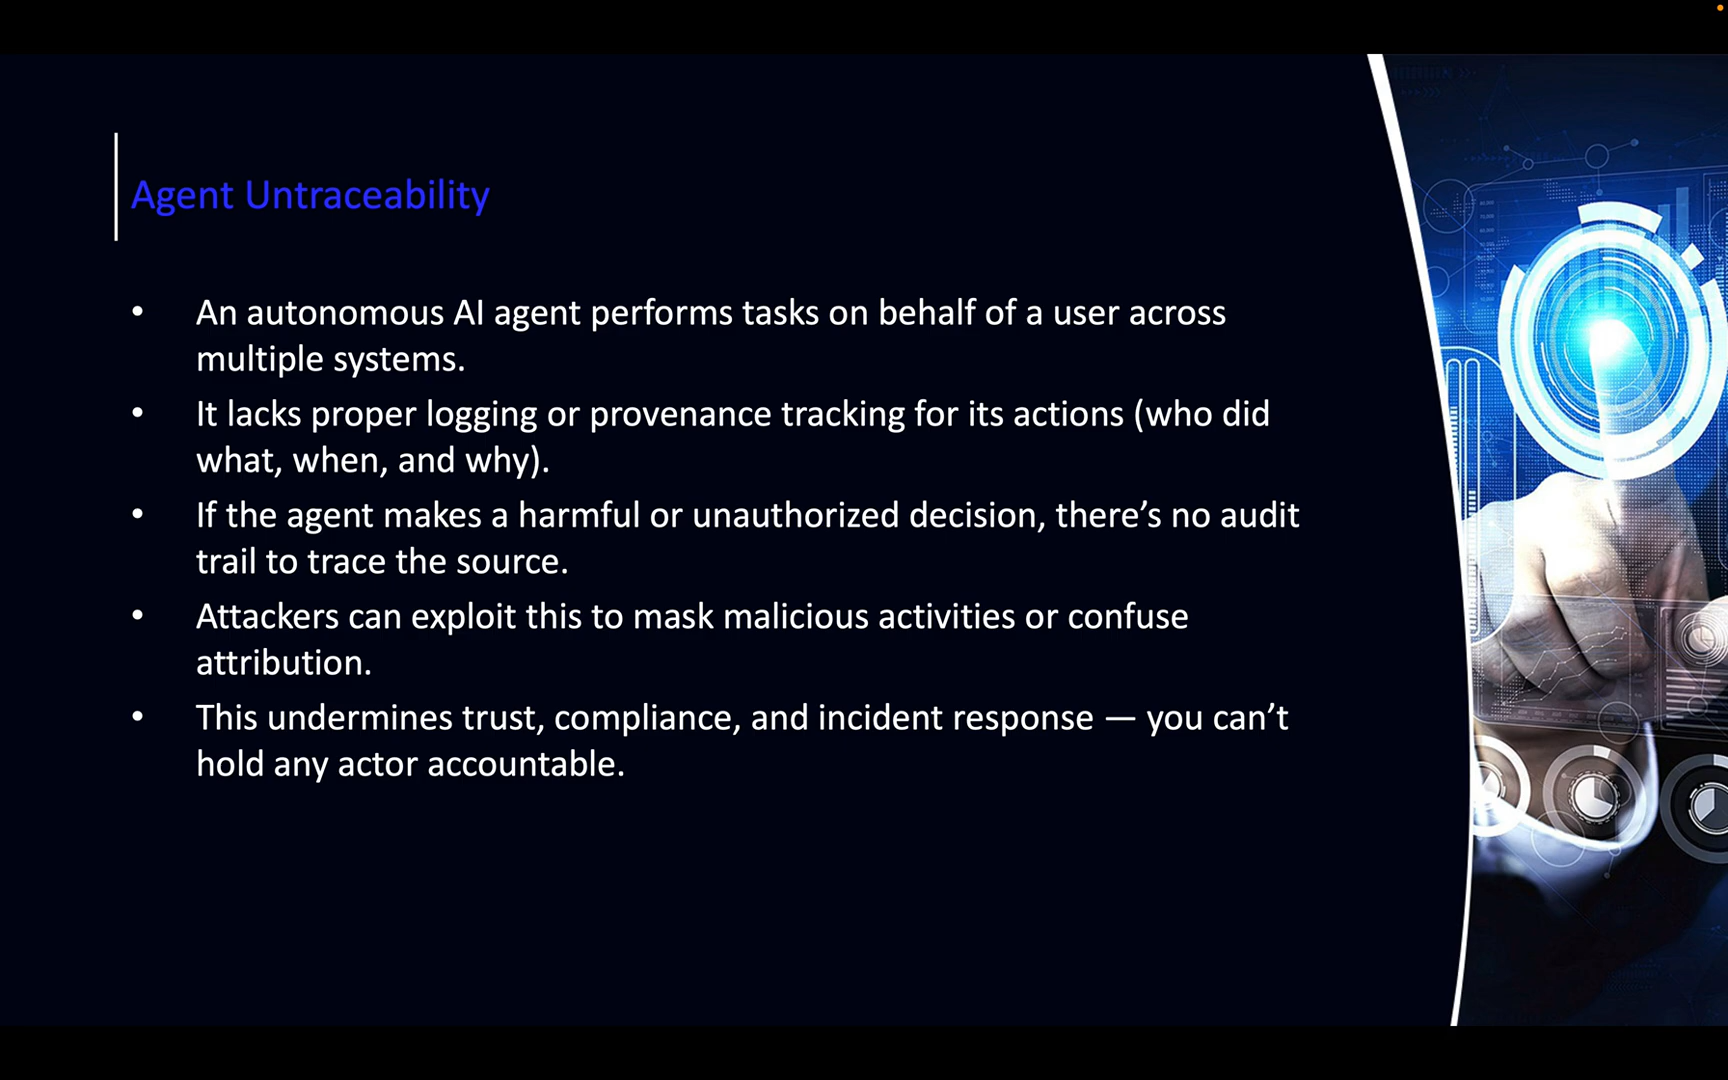 Agent Untraceability
• An autonomous AI agent performs tasks on behalf of a user across
multiple systems.
• It lacks proper logging or provenance tracking for its actions (who did
what, when, and why).
• If the agent makes a harmful or unauthorized decision, there’s no audit
trail to trace the source.
• Attackers can exploit this to mask malicious activities or confuse
attribution.
• This undermines trust, compliance, and incident response — you can’t
hold any actor accountable.